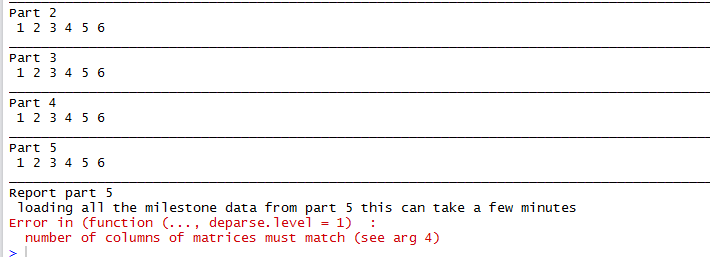 Part 2
1 2 3 4 5 6
Part 3
1 2 3 4 5 6
Part 4
1 2 3 4 5 6
Part 5
1 2 3 4 5 6
Report part 5
loading all the milestone data from part 5 this can take a few minutes
Error in (function (..., deparse.level = 1)  :
number of columns of matrices must match (see arg 4)
>